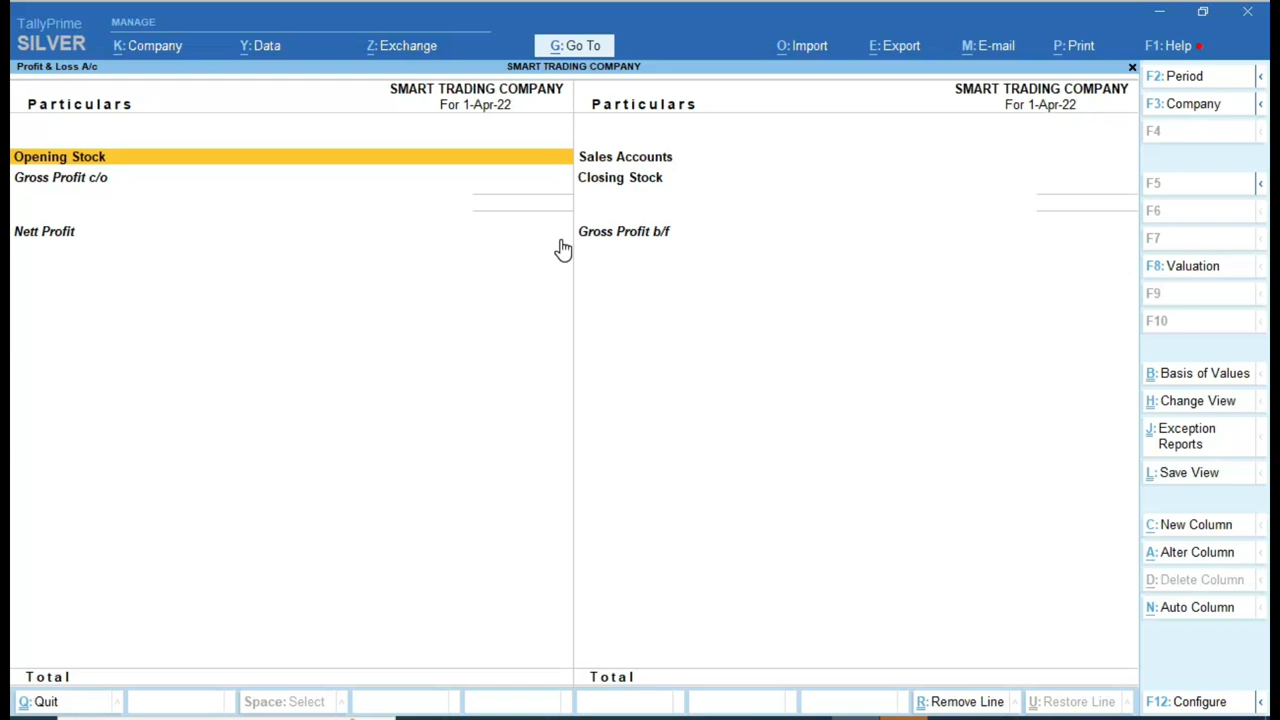 TallyPrime
SILVER
MANAGE
K: Company
Y: Data
Z: Exchange
G: Go To
O: Import
E: Export
M: E-mail
P: Print
F1: Help
Profit & Loss A/c
SMART TRADING COMPANY
Particulars
SMART TRADING COMPANY
For 1-Apr-22
Particulars
SMART TRADING COMPANY
For 1-Apr-22
Opening Stock
Gross Profit c/o
Nett Profit
Sales Accounts
Closing Stock
Gross Profit b/f
Total
Total
F2: Period
F3: Company
F4
F5
F6
F7
F8: Valuation
F9
F10
B: Basis of Values
H: Change View
J: Exception
Reports
L: Save View
C: New Column
A: Alter Column
D: Delete Column
N: Auto Column
Q: Quit
Space: Select
R: Remove Line
U: Restore Line
F12: Configure